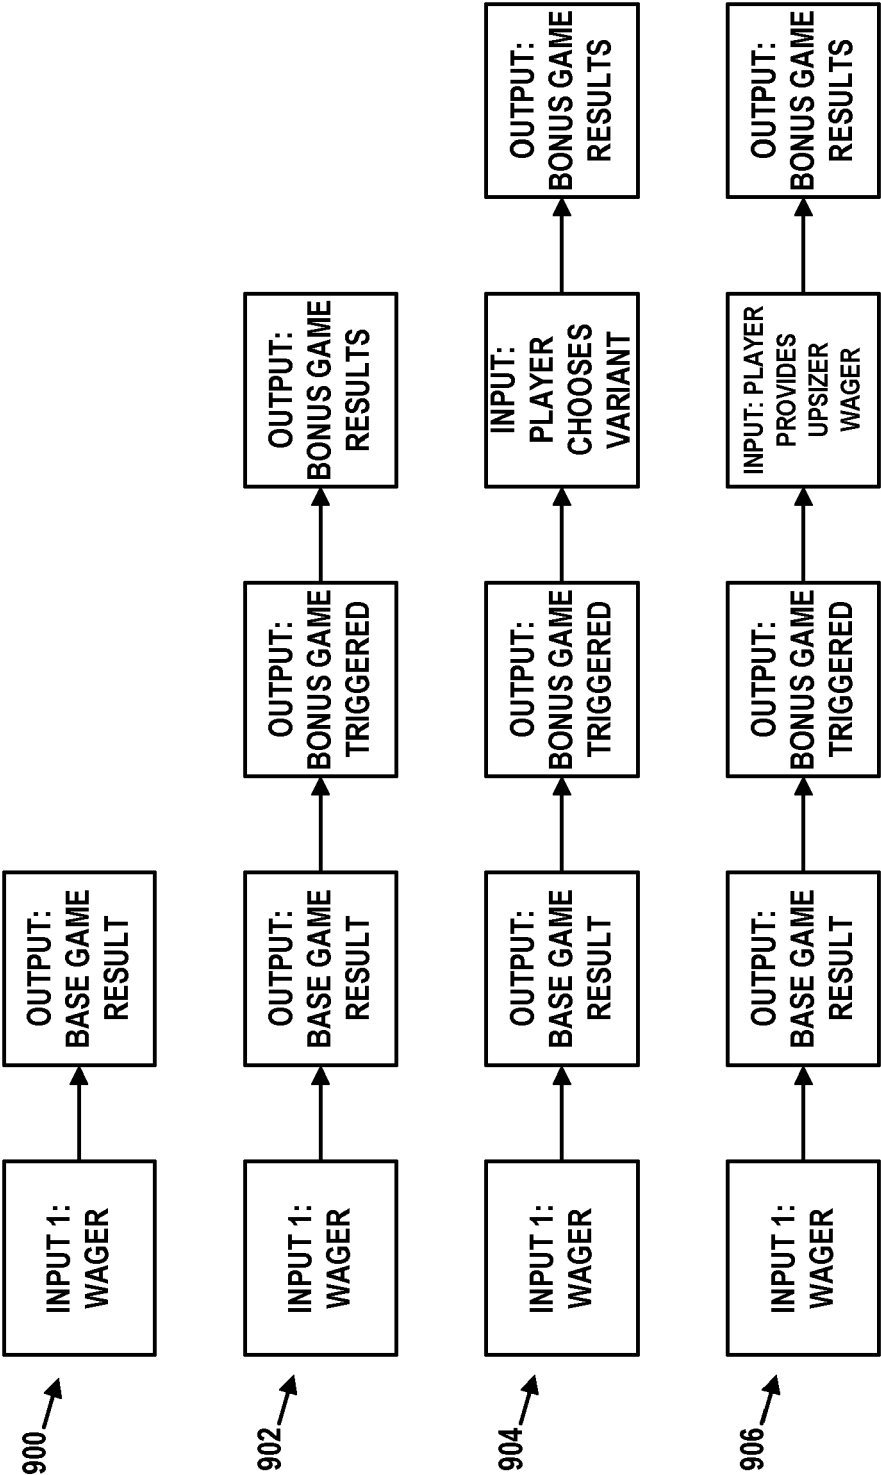 900
INPUT 1:
WAGER
OUTPUT:
BASE GAME
RESULT
902
INPUT 1:
WAGER
OUTPUT:
BASE GAME
RESULT
OUTPUT:
BONUS GAME
TRIGGERED
OUTPUT:
BONUS GAME
RESULTS
904
INPUT 1:
WAGER
OUTPUT:
BASE GAME
RESULT
OUTPUT:
BONUS GAME
TRIGGERED
INPUT:
PLAYER
CHOOSES
VARIANT
OUTPUT:
BONUS GAME
RESULTS
906
INPUT 1:
WAGER
OUTPUT:
BASE GAME
RESULT
OUTPUT:
BONUS GAME
TRIGGERED
INPUT: PLAYER
PROVIDES
UPSIZER
WAGER
OUTPUT:
BONUS GAME
RESULTS